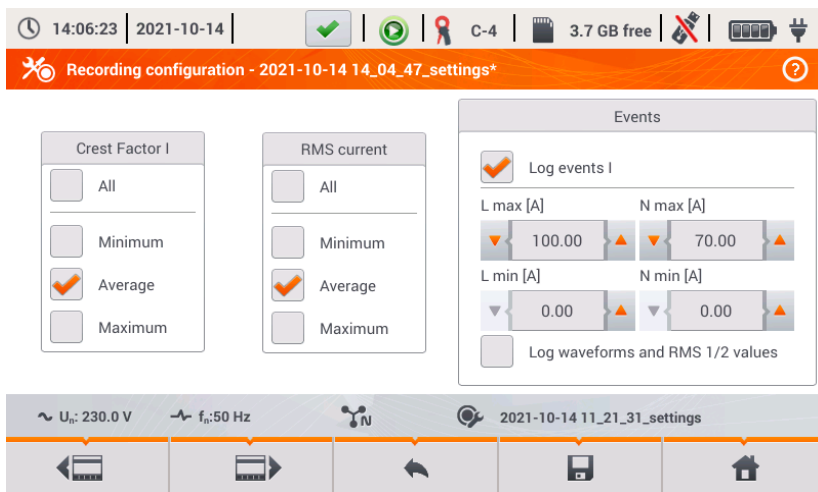 14:06:23 2021-10-14 C-4 3.7 GB free
Recording configuration - 2021-10-14 14_04_47_settings* ?
Crest Factor I
All
Minimum
Average
Maximum
RMS current
All
Minimum
Average
Maximum
Events
Log events I
L max [A] N max [A]
100.00 70.00
L min [A] N min [A]
0.00 0.00
Log waveforms and RMS 1/2 values
Uₙ: 230.0 V fₙ:50 Hz N 2021-10-14 11_21_31_settings